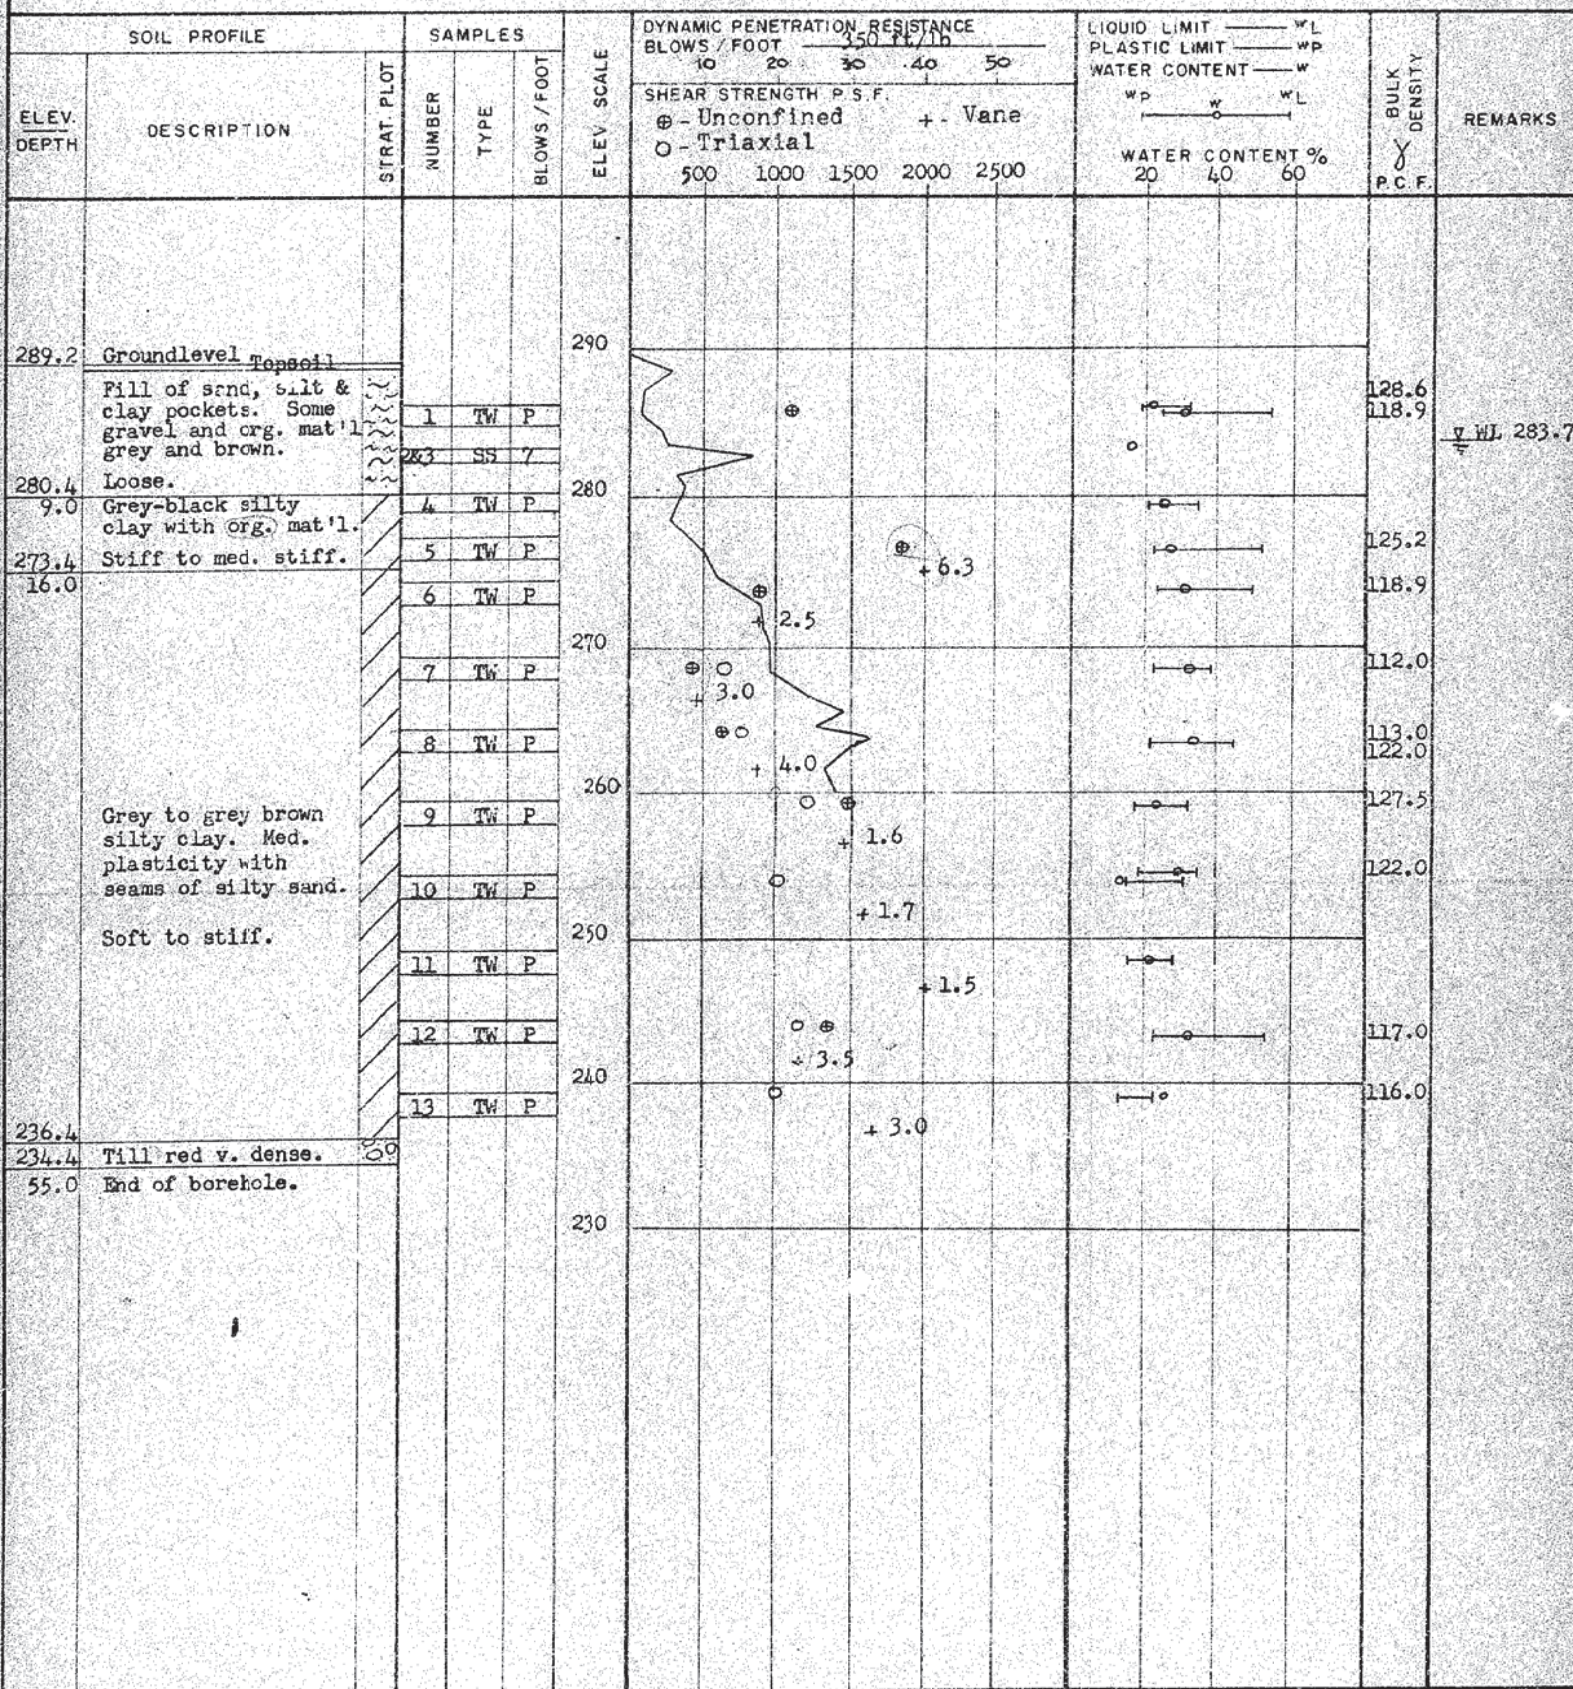 SOIL PROFILE
SAMPLES
ELEV. DEPTH
DESCRIPTION
STRAT. PLOT
NUMBER
TYPE
BLOWS / FOOT
ELEV. SCALE
DYNAMIC PENETRATION RESISTANCE
BLOWS / FOOT 350 ft/lb
10 20 30 40 50
SHEAR STRENGTH P.S.F.
⊕ - Unconfined + - Vane
O - Triaxial
500 1000 1500 2000 2500
LIQUID LIMIT —— WL
PLASTIC LIMIT —— WP
WATER CONTENT —— W
WP W WL
WATER CONTENT %
20 40 60
BULK DENSITY
γ
P.C.F.
REMARKS
289.2 Groundlevel Topsoil
Fill of sand, silt &
clay pockets. Some
gravel and org. mat'l
grey and brown.
Loose.
280.4
9.0 Grey-black silty
clay with org. mat'l.
Stiff to med. stiff.
273.4
16.0
Grey to grey brown
silty clay. Med.
plasticity with
seams of silty sand.
Soft to stiff.
236.4
234.4 Till red v. dense.
55.0 End of borehole.
1 TW P
2&3 SS 7
4 TW P
5 TW P
6 TW P
7 TW P
8 TW P
9 TW P
10 TW P
11 TW P
12 TW P
13 TW P
290
280
270
260
250
240
230
6.3
2.5
3.0
4.0
1.6
1.7
1.5
3.5
3.0
128.6
118.9
125.2
118.9
112.0
113.0
122.0
127.5
122.0
117.0
116.0
WL 283.7